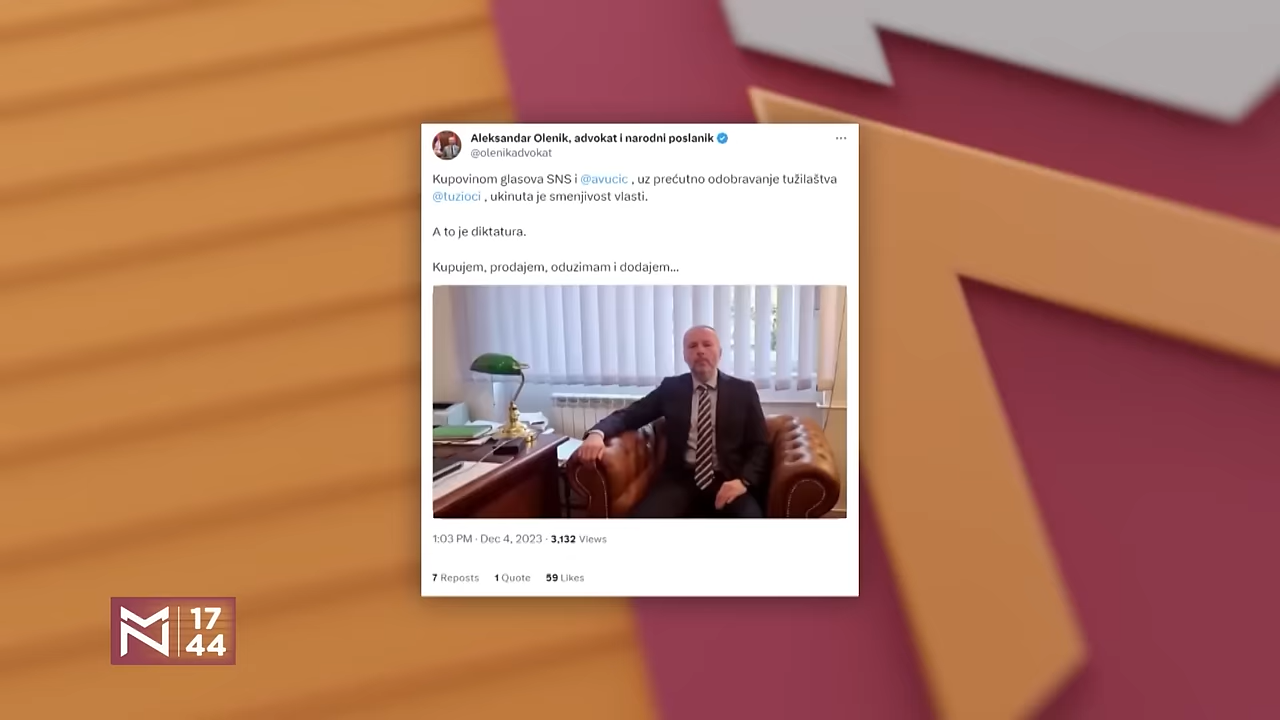 Aleksandar Olenik, advokat i narodni poslanik
@olenikadvokat
Kupovinom glasova SNS i @avucic , uz prećutno odobravanje tužilaštva
@tuzioci , ukinuta je smenjivost vlasti.
A to je diktatura.
Kupujem, prodajem, oduzimam i dodajem...
1:03 PM · Dec 4, 2023 · 3,132 Views
7 Reposts 1 Quote 59 Likes
17
44